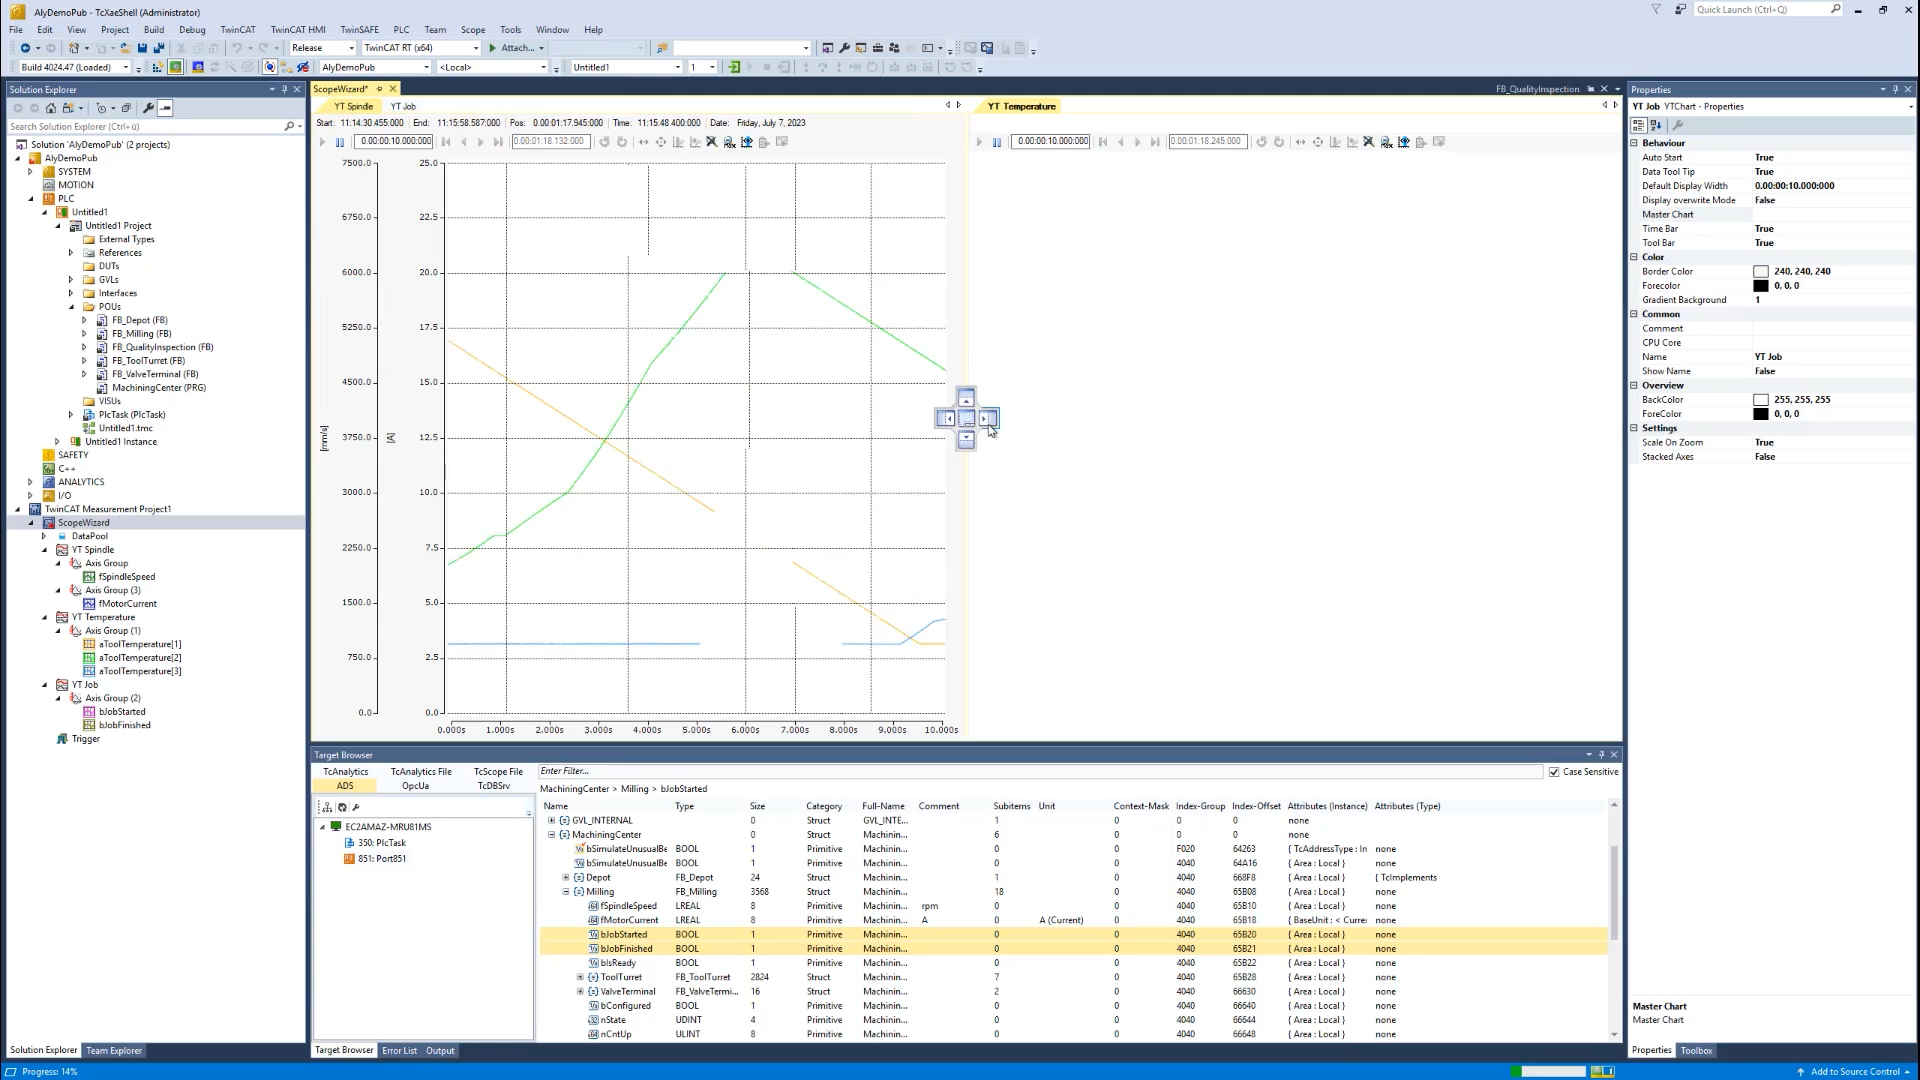 AlyDemoPub - TcXaeShell (Administrator)
Quick Launch (Ctrl+Q)
File Edit View Project Build Debug TwinCAT TwinCAT HMI TwinSAFE PLC Team Scope Tools Window Help
Release TwinCAT RT (x64) Attach...
Build 4024.47 (Loaded) AlyDemoPub <Local> Untitled1 1
Solution Explorer
Search Solution Explorer (Ctrl+ü)
Solution 'AlyDemoPub' (2 projects)
AlyDemoPub
SYSTEM
MOTION
PLC
Untitled1
Untitled1 Project
External Types
References
DUTs
GVLs
Interfaces
POUs
FB_Depot (FB)
FB_Milling (FB)
FB_QualityInspection (FB)
FB_ToolTurret (FB)
FB_ValveTerminal (FB)
MachiningCenter (PRG)
VISUs
PlcTask (PlcTask)
Untitled1.tmc
Untitled1 Instance
SAFETY
C++
ANALYTICS
I/O
TwinCAT Measurement Project1
ScopeWizard
DataPool
YT Spindle
Axis Group
fSpindleSpeed
Axis Group (3)
fMotorCurrent
YT Temperature
Axis Group (1)
aToolTemperature[1]
aToolTemperature[2]
aToolTemperature[3]
YT Job
Axis Group (2)
bJobStarted
bJobFinished
Trigger
Solution Explorer Team Explorer
ScopeWizard*
FB_QualityInspection
YT Spindle YT Job
YT Temperature
Start: 11:14:30.455:000 End: 11:15:58.587:000 Pos: 0.00:01:17.945:000 Time: 11:15:48.400:000 Date: Friday, July 7, 2023
0.00:00:10.000:000 0.00:01:18.132:000
0.00:00:10.000:000 0.00:01:18.245:000
7500.0 25.0
6750.0 22.5
6000.0 20.0
5250.0 17.5
4500.0 15.0
3750.0 12.5
3000.0 10.0
2250.0 7.5
1500.0 5.0
750.0 2.5
0.0 0.0
[mm/s]
[A]
0.000s 1.000s 2.000s 3.000s 4.000s 5.000s 6.000s 7.000s 8.000s 9.000s 10.000s
Target Browser
TcAnalytics TcAnalytics File TcScope File
ADS OpcUa TcDBSrv
EC2AMAZ-MRU81MS
350: PlcTask
851: Port851
Enter Filter...
Case Sensitive
MachiningCenter > Milling > bJobStarted
Name Type Size Category Full-Name Comment Subitems Unit Context-Mask Index-Group Index-Offset Attributes (Instance) Attributes (Type)
GVL_INTERNAL 0 Struct GVL_INTE... 1 0 0 0 none
MachiningCenter 0 Struct Machinin... 6 0 0 0 none
bSimulateUnusualBe BOOL 1 Primitive Machinin... 0 0 F020 64263 { TcAddressType : In none
bSimulateUnusualBe BOOL 1 Primitive Machinin... 0 0 4040 64A16 { Area : Local } none
Depot FB_Depot 24 Struct Machinin... 1 0 4040 668F8 { Area : Local } { TcImplements
Milling FB_Milling 3568 Struct Machinin... 18 0 4040 65B08 { Area : Local } none
fSpindleSpeed LREAL 8 Primitive Machinin... rpm 0 0 4040 65B10 { Area : Local } none
fMotorCurrent LREAL 8 Primitive Machinin... A 0 A (Current) 0 4040 65B18 { BaseUnit : < Curre none
bJobStarted BOOL 1 Primitive Machinin... 0 0 4040 65B20 { Area : Local } none
bJobFinished BOOL 1 Primitive Machinin... 0 0 4040 65B21 { Area : Local } none
bIsReady BOOL 1 Primitive Machinin... 0 0 4040 65B22 { Area : Local } none
ToolTurret FB_ToolTurret 2824 Struct Machinin... 7 0 4040 65B28 { Area : Local } none
ValveTerminal FB_ValveTermi... 16 Struct Machinin... 2 0 4040 66630 { Area : Local } none
bConfigured BOOL 1 Primitive Machinin... 0 0 4040 66640 { Area : Local } none
nState UDINT 4 Primitive Machinin... 0 0 4040 66644 { Area : Local } none
nCntUp ULINT 8 Primitive Machinin... 0 0 4040 66648 { Area : Local } none
Target Browser Error List Output
Properties
YT Job YTChart - Properties
Behaviour
Auto Start True
Data Tool Tip True
Default Display Width 0.00:00:10.000:000
Display overwrite Mode False
Master Chart
Time Bar True
Tool Bar True
Color
Border Color 240, 240, 240
Forecolor 0, 0, 0
Gradient Background 1
Common
Comment
CPU Core
Name YT Job
Show Name False
Overview
BackColor 255, 255, 255
ForeColor 0, 0, 0
Settings
Scale On Zoom True
Stacked Axes False
Master Chart
Master Chart
Properties Toolbox
Progress: 14%
Add to Source Control